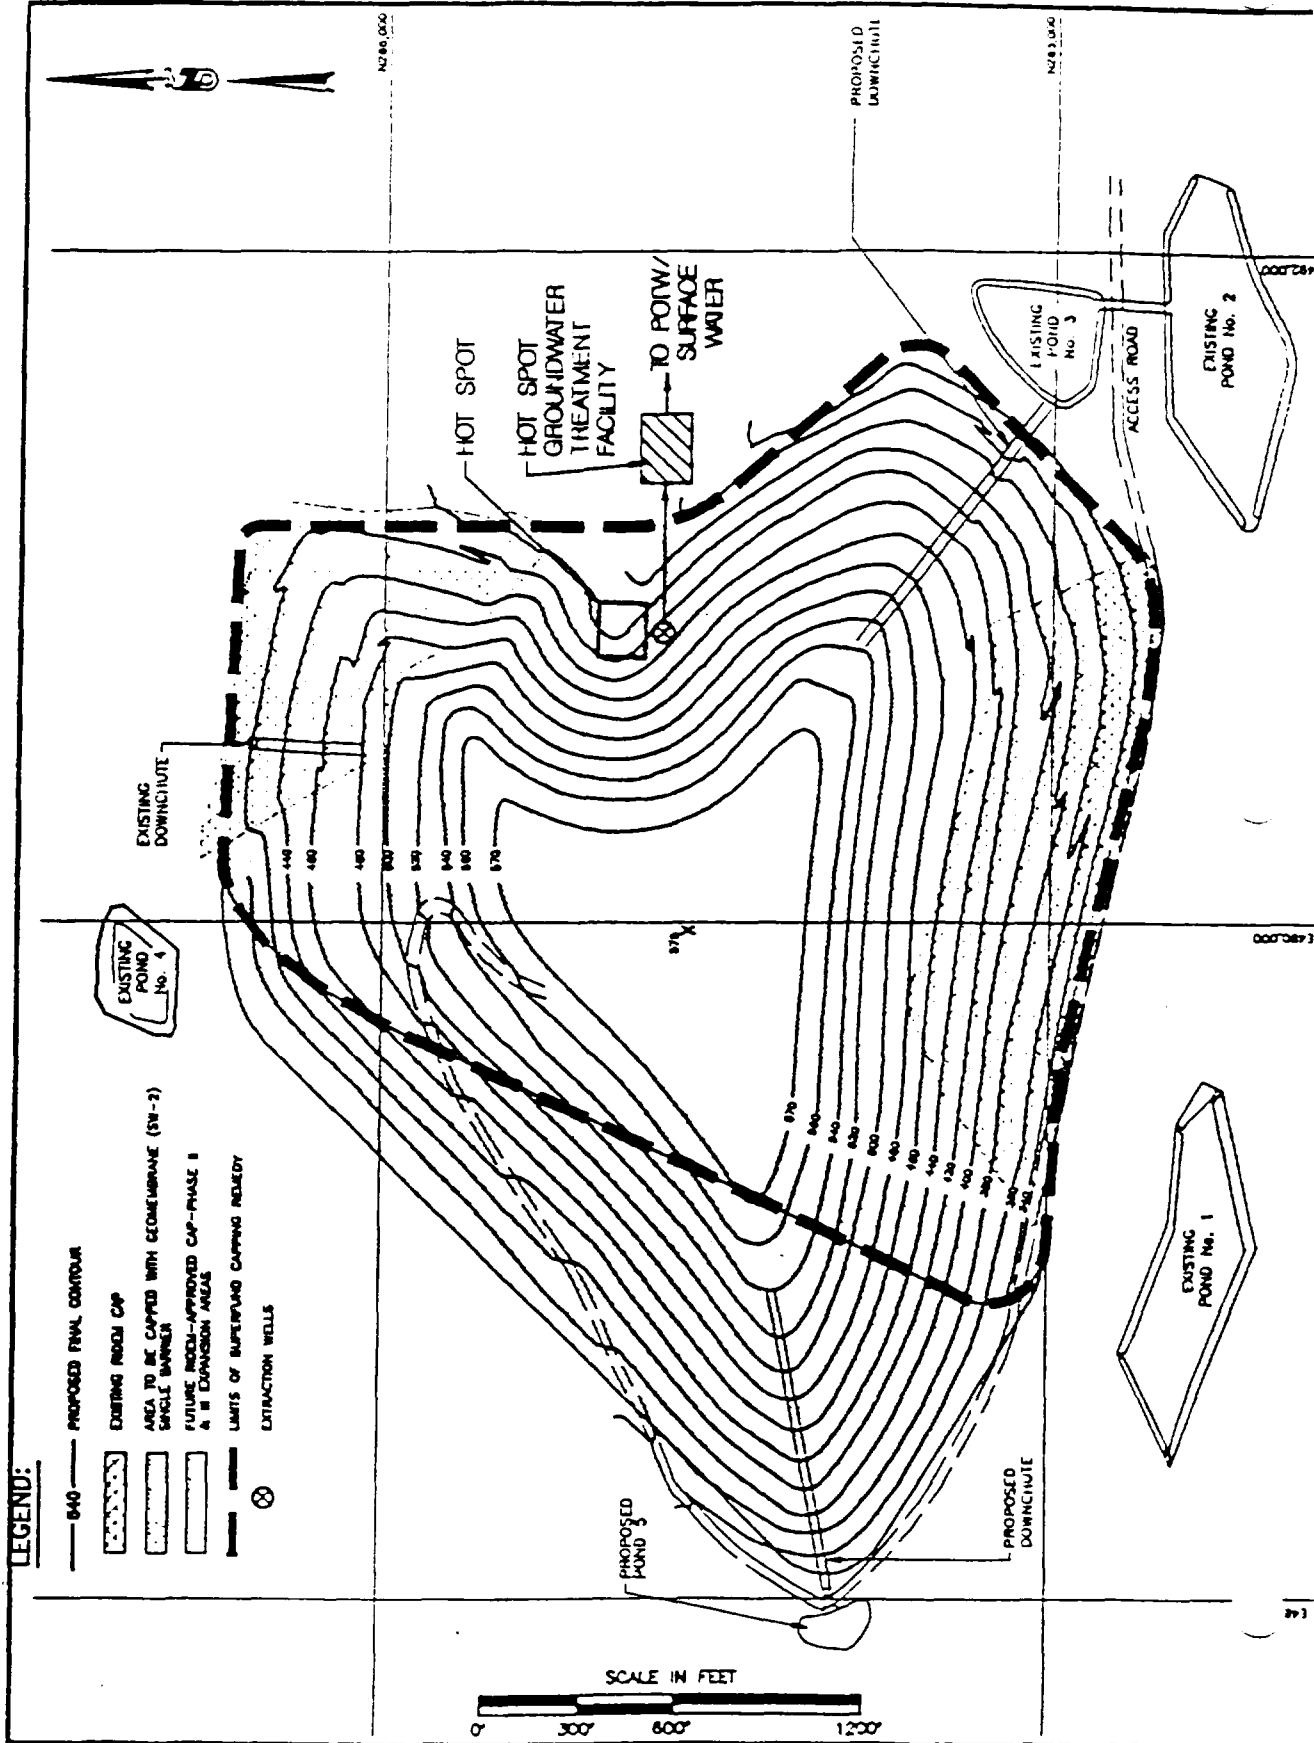 LEGEND:
840 PROPOSED FINAL CONTOUR
EXISTING RIDEM CAP
AREA TO BE CAPPED WITH GEOMEMBRANE (SW-2)
SINGLE BARRIER
FUTURE RIDEM-APPROVED CAP-PHASE II
& III EXPANSION AREAS
LIMITS OF SUPERFUND CAPPING REMEDY
EXTRACTION WELLS
EXISTING
POND
No. 4
EXISTING
DOWNCHUTE
HOT SPOT
HOT SPOT
GROUNDWATER
TREATMENT
FACILITY
TO POTW/
SURFACE
WATER
PROPOSED
DOWNCHUTE
EXISTING
POND
No. 3
ACCESS ROAD
EXISTING
POND No. 2
EXISTING
POND No. 1
PROPOSED
DOWNCHUTE
PROPOSED
POND 5
SCALE IN FEET
0'
300'
600'
1200'
440
460
480
500
520
540
560
570
570
560
540
520
500
480
460
440
420
400
380